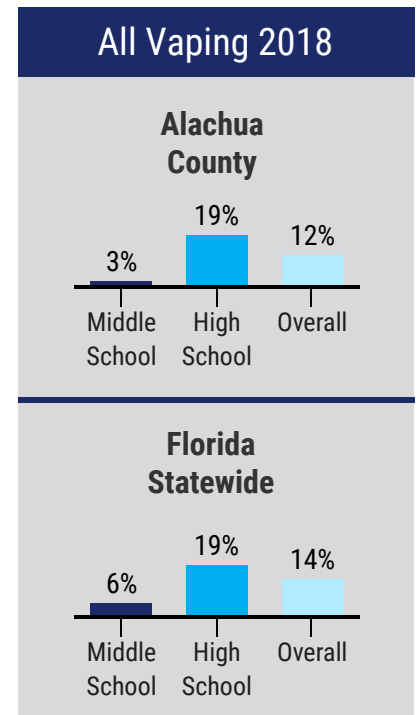 All Vaping 2018
Alachua
County
19%
12%
3%
Middle High Overall
School School
Florida
Statewide
19%
14%
6%
Middle High Overall
School School